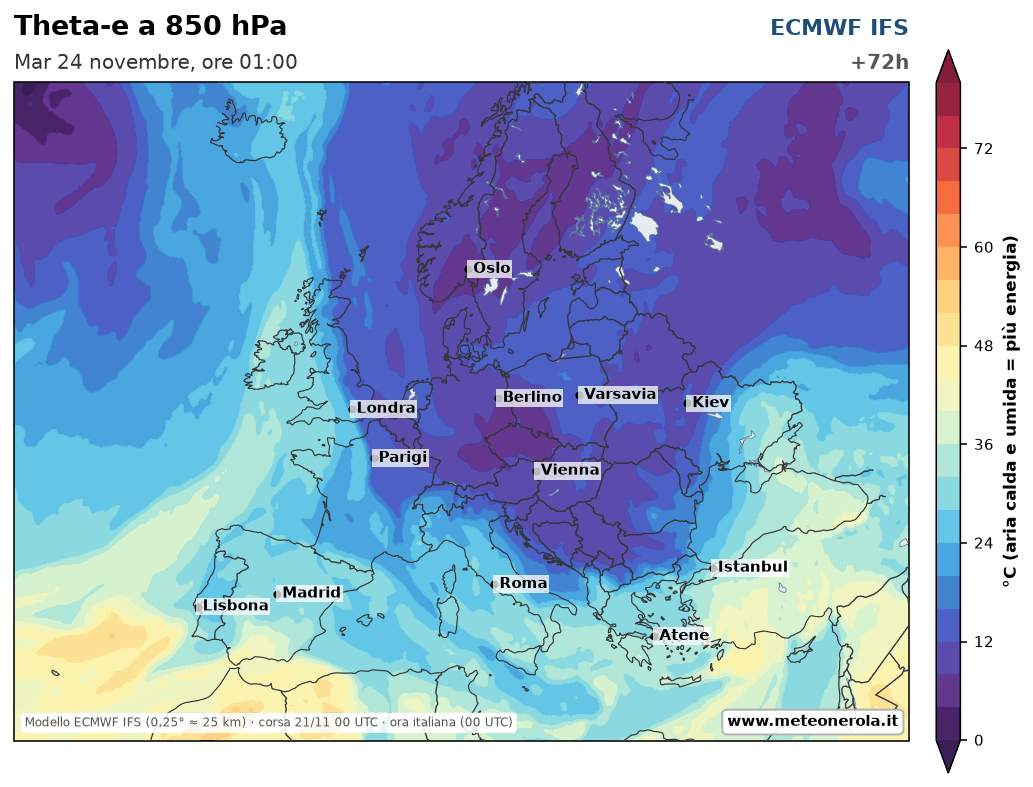 Theta-e a 850 hPa
ECMWF IFS
Mar 24 novembre, ore 01:00
+72h
Oslo
Berlino
Varsavia
Kiev
Londra
Parigi
Vienna
Istanbul
Roma
Madrid
Lisbona
Atene
Modello ECMWF IFS (0,25° ≈ 25 km) · corsa 21/11 00 UTC · ora italiana (00 UTC)
www.meteonerola.it
72
60
48
36
24
12
0
°C (aria calda e umida = più energia)